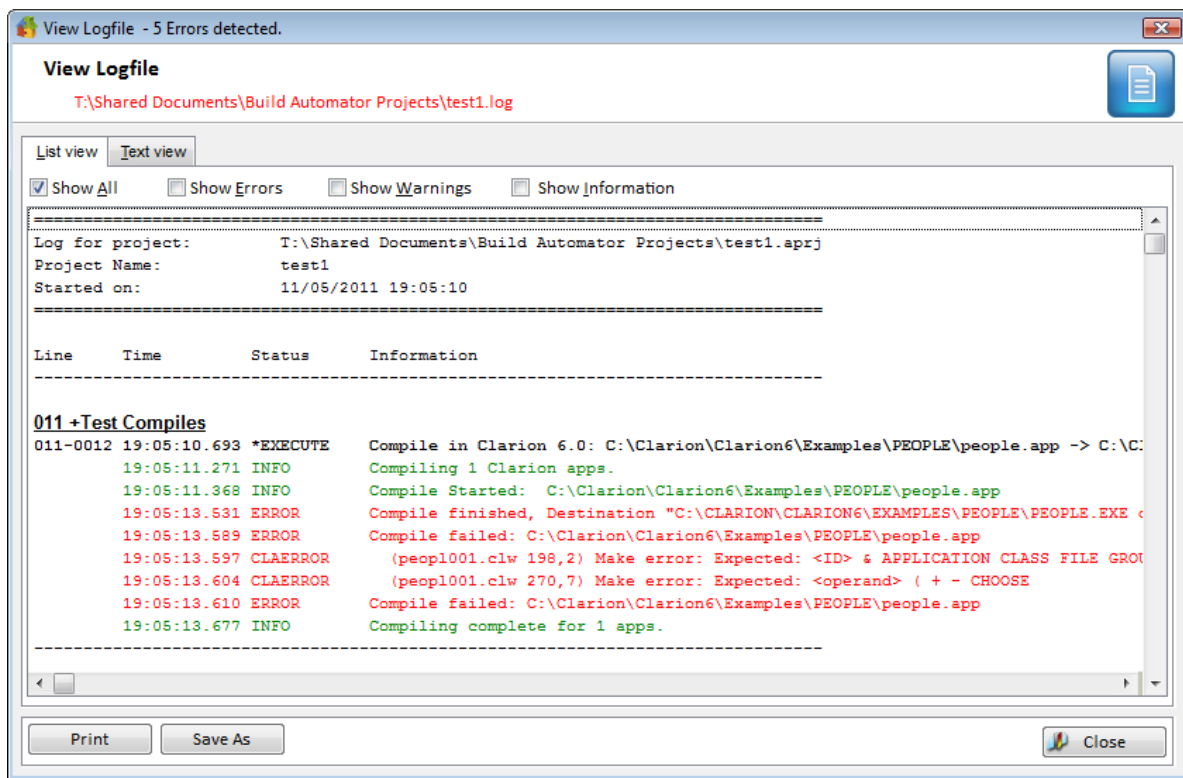 View Logfile - 5 Errors detected.
View Logfile
T:\Shared Documents\Build Automator Projects\test1.log
List view Text view
Show All Show Errors Show Warnings Show Information
================================================================================
Log for project: T:\Shared Documents\Build Automator Projects\test1.aprj
Project Name: test1
Started on: 11/05/2011 19:05:10
================================================================================
Line Time Status Information
--------------------------------------------------------------------------------
011 +Test Compiles
011-0012 19:05:10.693 *EXECUTE Compile in Clarion 6.0: C:\Clarion\Clarion6\Examples\PEOPLE\people.app -> C:\Cl
19:05:11.271 INFO Compiling 1 Clarion apps.
19:05:11.368 INFO Compile Started: C:\Clarion\Clarion6\Examples\PEOPLE\people.app
19:05:13.531 ERROR Compile finished, Destination "C:\CLARION\CLARION6\EXAMPLES\PEOPLE\PEOPLE.EXE
19:05:13.589 ERROR Compile failed: C:\Clarion\Clarion6\Examples\PEOPLE\people.app
19:05:13.597 CLAERROR (peopl001.clw 198,2) Make error: Expected: <ID> & APPLICATION CLASS FILE GROU
19:05:13.604 CLAERROR (peopl001.clw 270,7) Make error: Expected: <operand> ( + - CHOOSE
19:05:13.610 ERROR Compile failed: C:\Clarion\Clarion6\Examples\PEOPLE\people.app
19:05:13.677 INFO Compiling complete for 1 apps.
--------------------------------------------------------------------------------
Print Save As Close